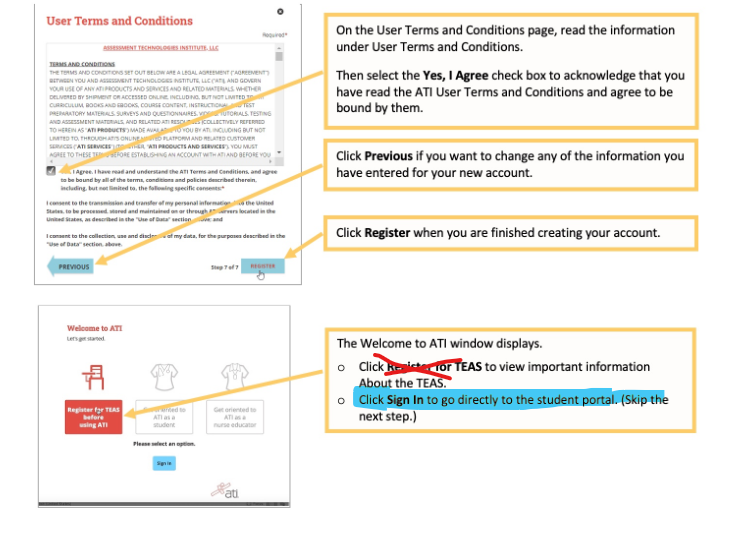 User Terms and Conditions
Required*
ASSESSMENT TECHNOLOGIES INSTITUTE, LLC
TERMS AND CONDITIONS
THE TERMS AND CONDITIONS SET OUT BELOW ARE A LEGAL AGREEMENT ("AGREEMENT")
BETWEEN YOU AND ASSESSMENT TECHNOLOGIES INSTITUTE, LLC ("ATI), AND GOVERN
YOUR USE OF ANY ATI PRODUCTS AND SERVICES AND RELATED MATERIALS, WHETHER
DELIVERED BY SHIPMENT OR ACCESSED ONLINE, INCLUDING, BUT NOT LIMITED TO
CURRICULUM, BOOKS AND EBOOKS, COURSE CONTENT, INSTRUCTIONAL TEST
PREPARATORY MATERIALS, SURVEYS AND QUESTIONNAIRES, TUTORIALS, TESTING
AND ASSESSMENT MATERIALS, AND RELATED ATI (COLLECTIVELY REFERRED
TO HEREIN AS "ATI PRODUCTS") MADE TO YOU BY ATI, INCLUDING BUT NOT
LIMITED TO, THROUGH ATI'S ONLINE PLATFORM AND RELATED CUSTOMER
SERVICES ("ATI SERVICES" "ATI PRODUCTS AND SERVICES"). YOU MUST
AGREE TO THESE BEFORE ESTABLISHING AN ACCOUNT WITH ATI AND BEFORE YOU
I Agree. I have read and understand the ATI Terms and Conditions, and agree
to be bound by all of the terms, conditions and policies described therein,
including, but not limited to, the following specific consents:*
I consent to the transmission and transfer of my personal the United
States, to be processed, stored and maintained on or through servers located in the
United States, as described in the "Use of Data" section, above; and
I consent to the collection, use and of my data, for the purposes described in the
"Use of Data" section, above.
PREVIOUS
Step 7 of 7
REGISTER
On the User Terms and Conditions page, read the information
under User Terms and Conditions.
Then select the Yes, I Agree check box to acknowledge that you
have read the ATI User Terms and Conditions and agree to be
bound by them.
Click Previous if you want to change any of the information you
have entered for your new account.
Click Register when you are finished creating your account.
Welcome to ATI
Let's get started.
Register for TEAS
before
using ATI
oriented to
ATI as a
student
Get oriented to
ATI as a
nurse educator
Please select an option.
Sign in
ati
The Welcome to ATI window displays.
o Click Register for TEAS to view important information
About the TEAS.
o Click Sign In to go directly to the student portal. (Skip the
next step.)